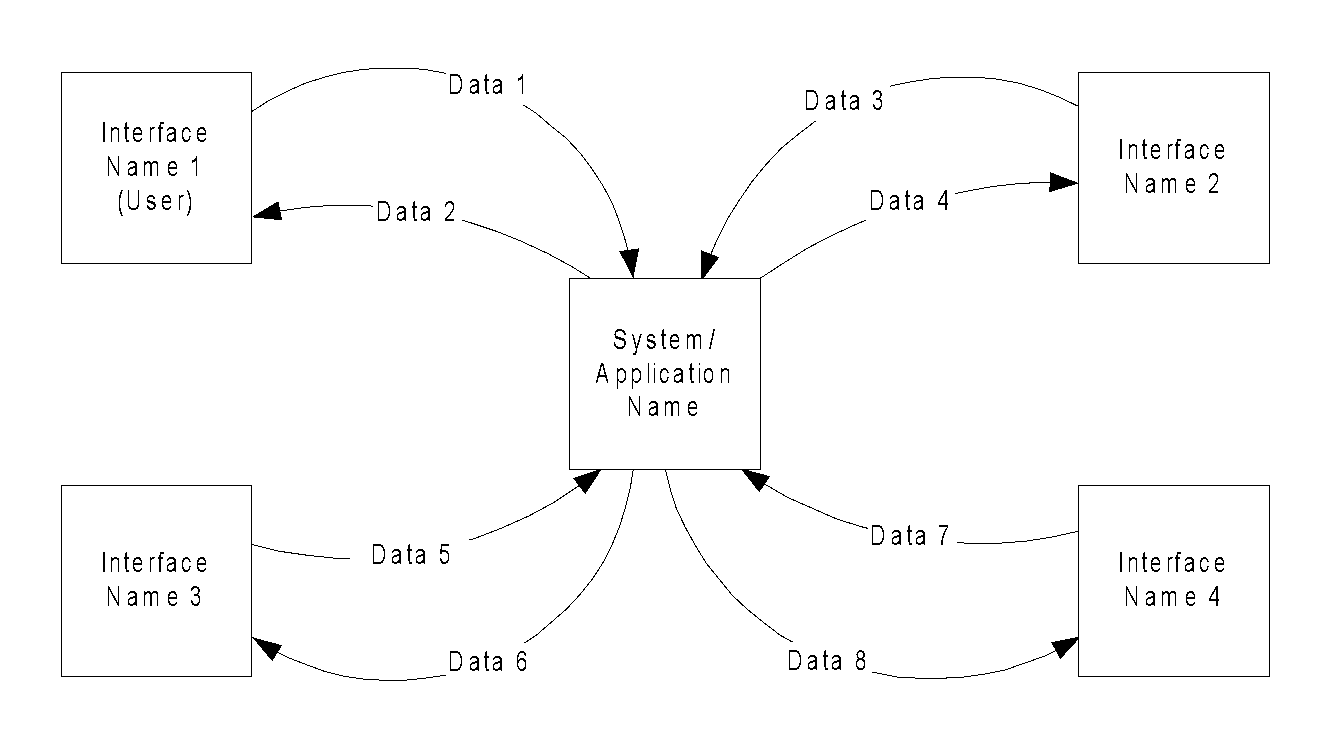 Data 1
Data 3
Interface
Name 1
(User)
Interface
Name 2
Data 2
Data 4
System/
Application
Name
Data 5
Data 7
Interface
Name 3
Interface
Name 4
Data 6
Data 8